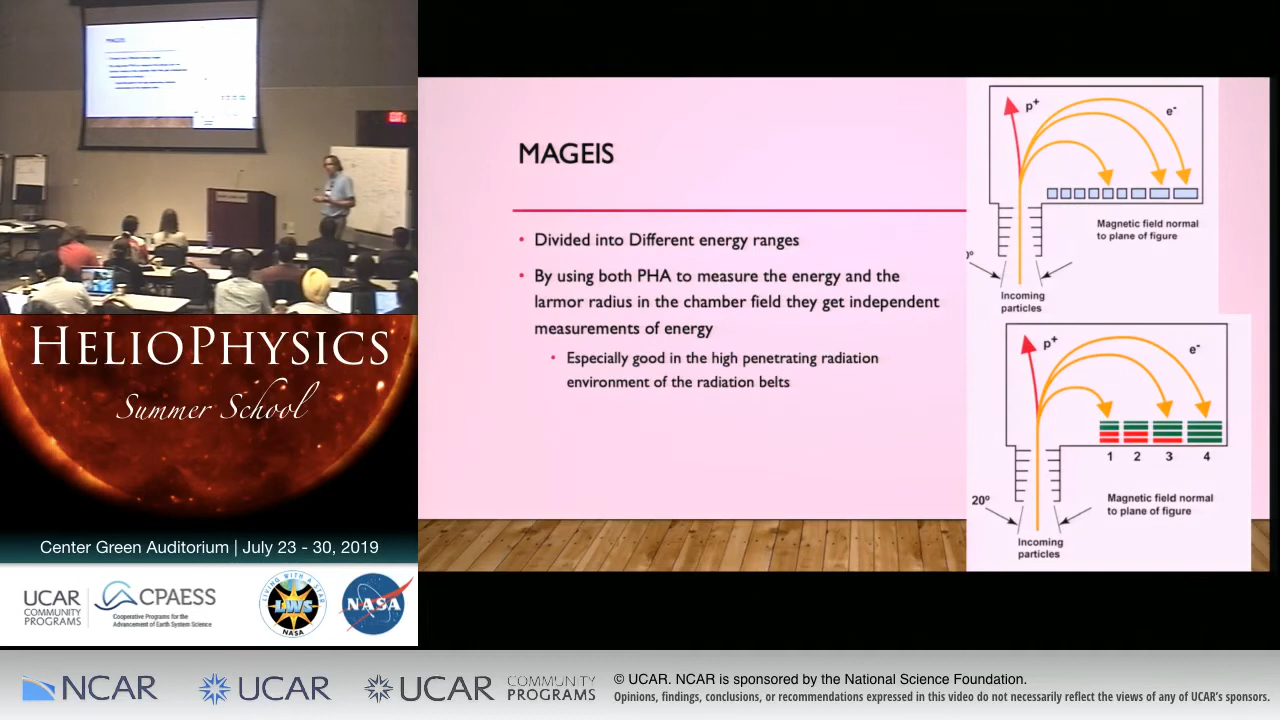 MAGEIS
• Divided into Different energy ranges
• By using both PHA to measure the energy and the
larmor radius in the chamber field they get independent
measurements of energy
• Especially good in the high penetrating radiation
environment of the radiation belts
p+
e-
Magnetic field normal
to plane of figure
Incoming
particles
p+
e-
1 2 3 4
20º
Magnetic field normal
to plane of figure
Incoming
particles
HELIOPHYSICS
Summer School
Center Green Auditorium | July 23 - 30, 2019
UCAR
COMMUNITY
PROGRAMS
CPAESS
Cooperative Programs for the
Advancement of Earth System Science
LIVING WITH A STAR
LWS
NASA
NASA
NCAR
UCAR
UCAR
COMMUNITY
PROGRAMS
© UCAR. NCAR is sponsored by the National Science Foundation.
Opinions, findings, conclusions, or recommendations expressed in this video do not necessarily reflect the views of any of UCAR's sponsors.